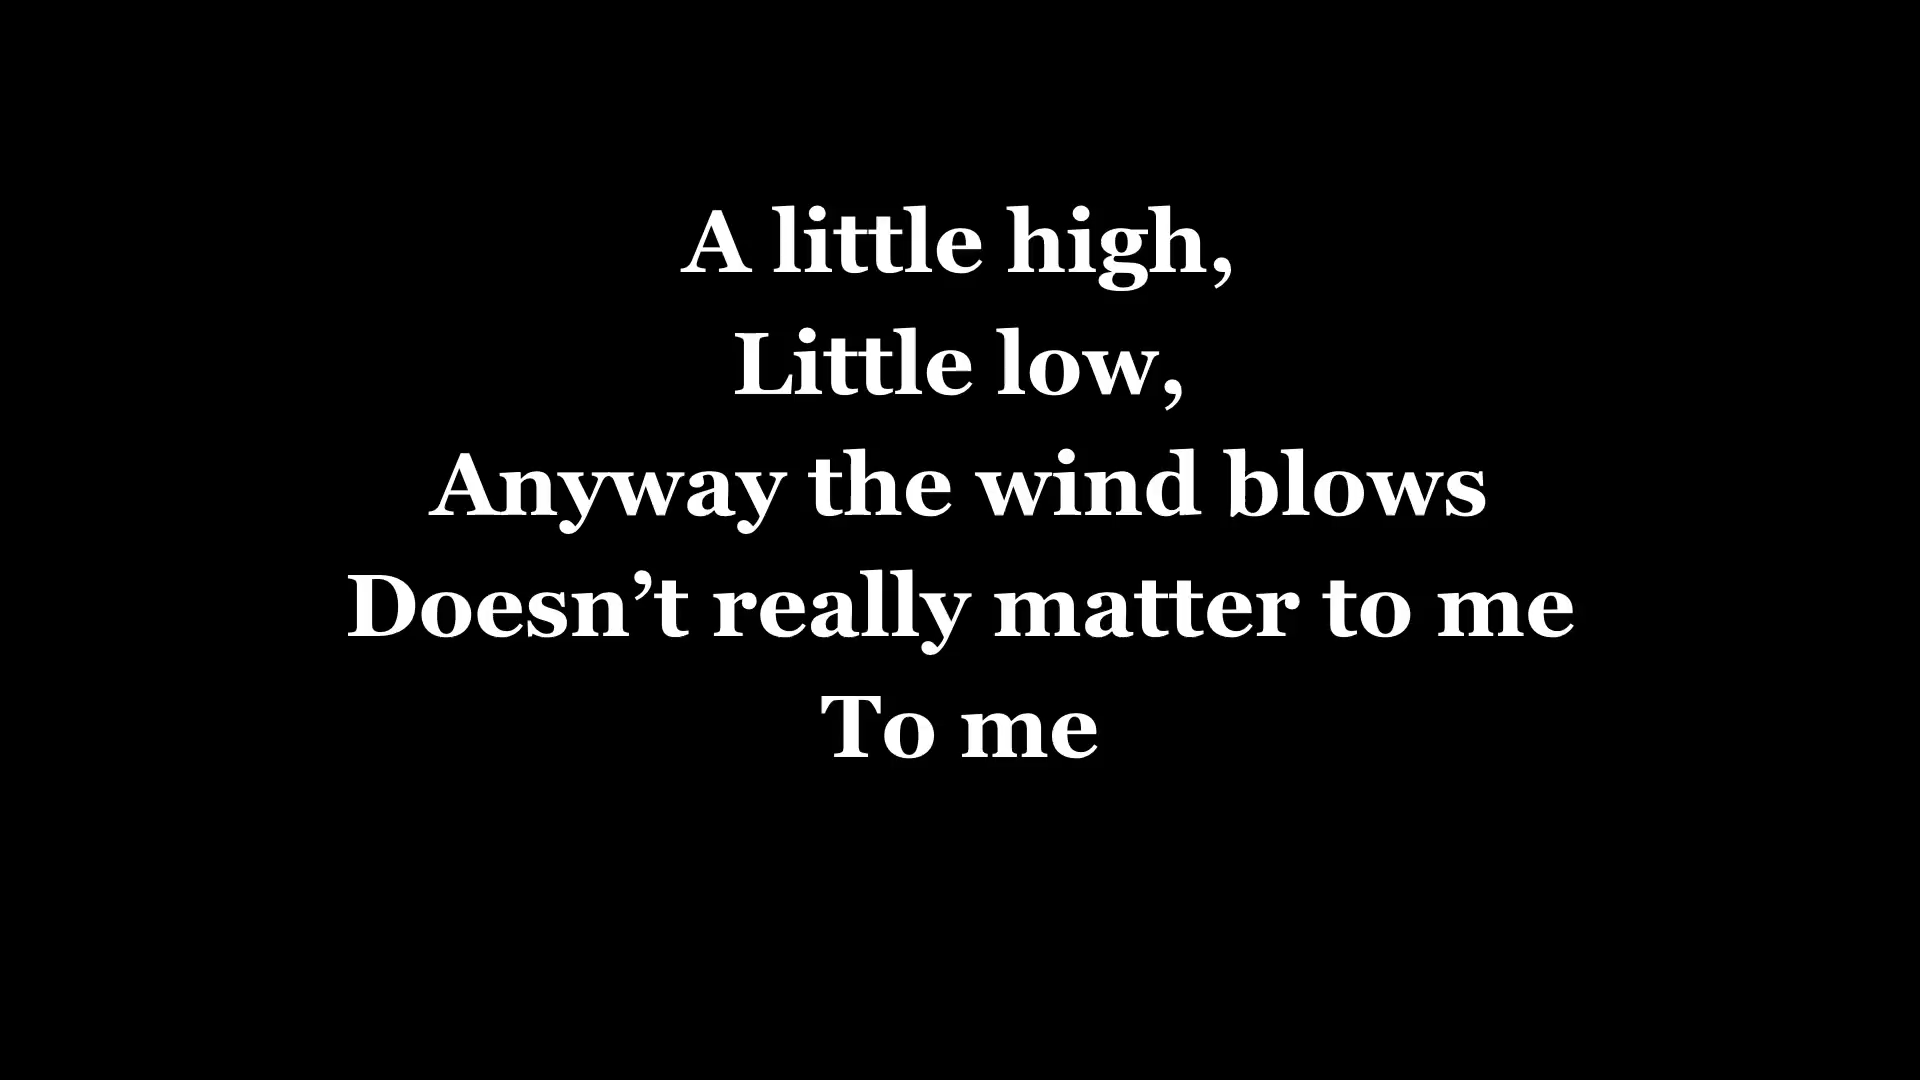 A little high,
Little low,
Anyway the wind blows
Doesn’t really matter to me
To me